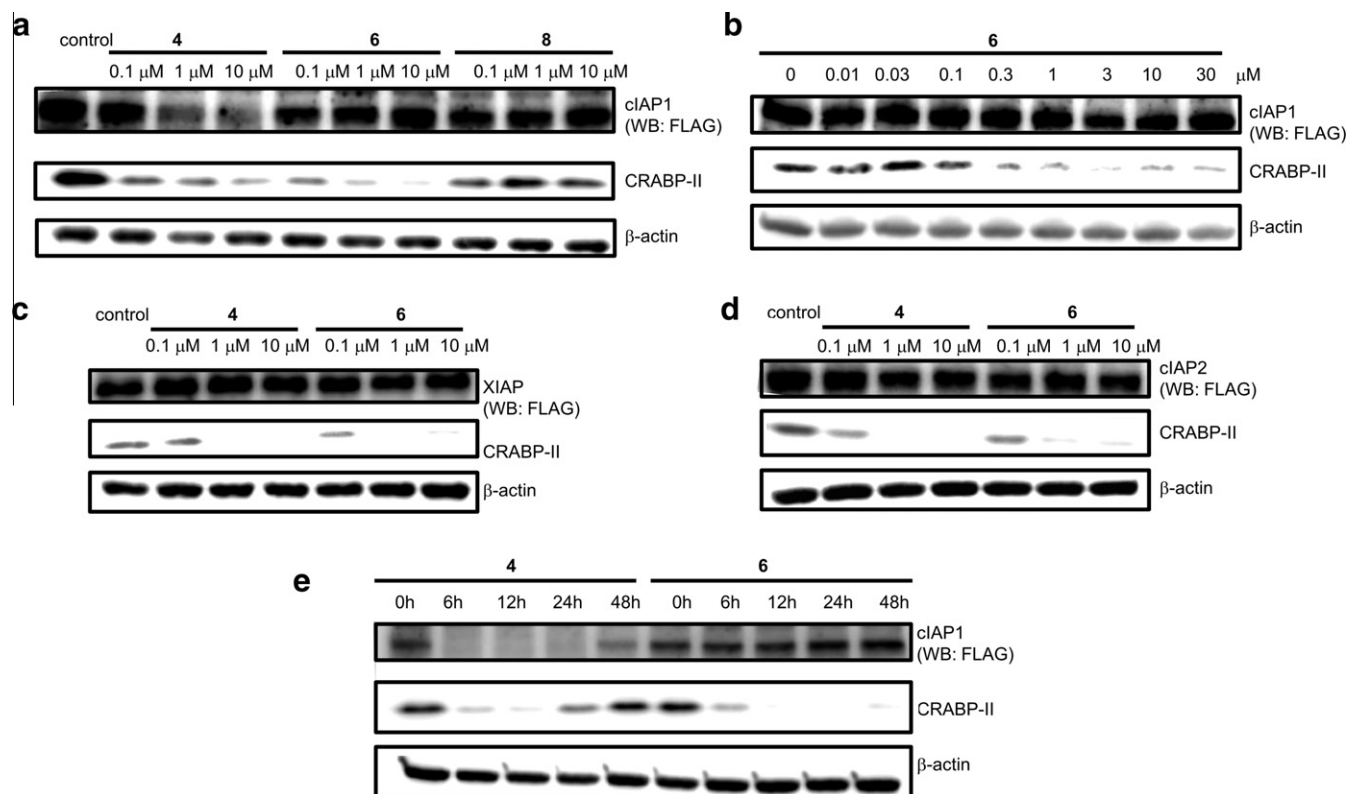 a
control 4 6 8
0.1 μM 1 μM 10 μM 0.1 μM 1 μM 10 μM 0.1 μM 1 μM 10 μM
cIAP1
(WB: FLAG)
CRABP-II
β-actin
b
6
0 0.01 0.03 0.1 0.3 1 3 10 30 μM
cIAP1
(WB: FLAG)
CRABP-II
β-actin
c
control 4 6
0.1 μM 1 μM 10 μM 0.1 μM 1 μM 10 μM
XIAP
(WB: FLAG)
CRABP-II
β-actin
d
control 4 6
0.1 μM 1 μM 10 μM 0.1 μM 1 μM 10 μM
cIAP2
(WB: FLAG)
CRABP-II
β-actin
e
4 6
0h 6h 12h 24h 48h 0h 6h 12h 24h 48h
cIAP1
(WB: FLAG)
CRABP-II
β-actin